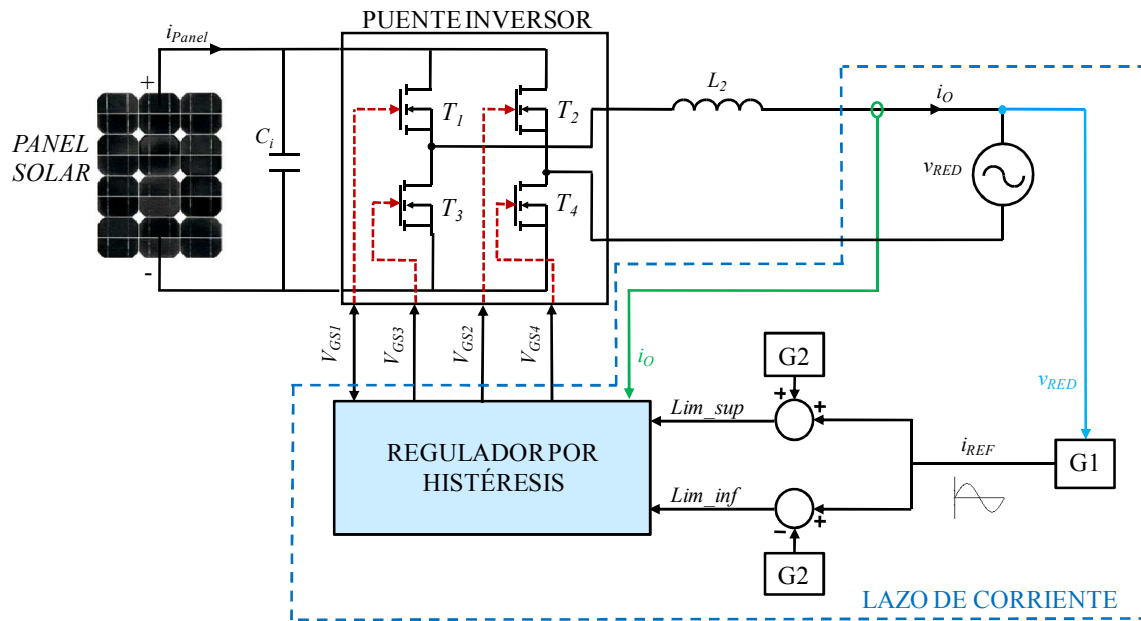 PUENTE INVERSOR
i_Panel
+
PANEL
SOLAR
-
C_i
T_1
T_2
T_3
T_4
L_2
i_O
v_RED
V_GS1
V_GS3
V_GS2
V_GS4
i_O
v_RED
G2
+
+
Lim_sup
REGULADOR POR
HISTÉRESIS
i_REF
G1
Lim_inf
+
−
G2
LAZO DE CORRIENTE